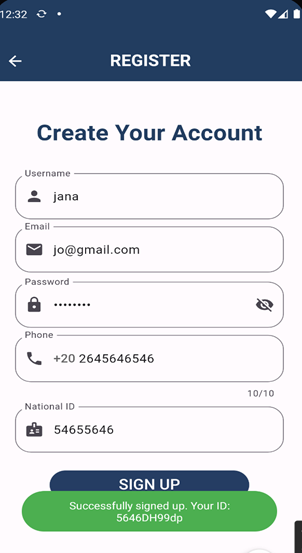 12:32
REGISTER
Create Your Account
Username
jana
Email
jo@gmail.com
Password
••••••••
Phone
+20 2645646546
10/10
National ID
54655646
SIGN UP
Successfully signed up. Your ID:
5646DH99dp